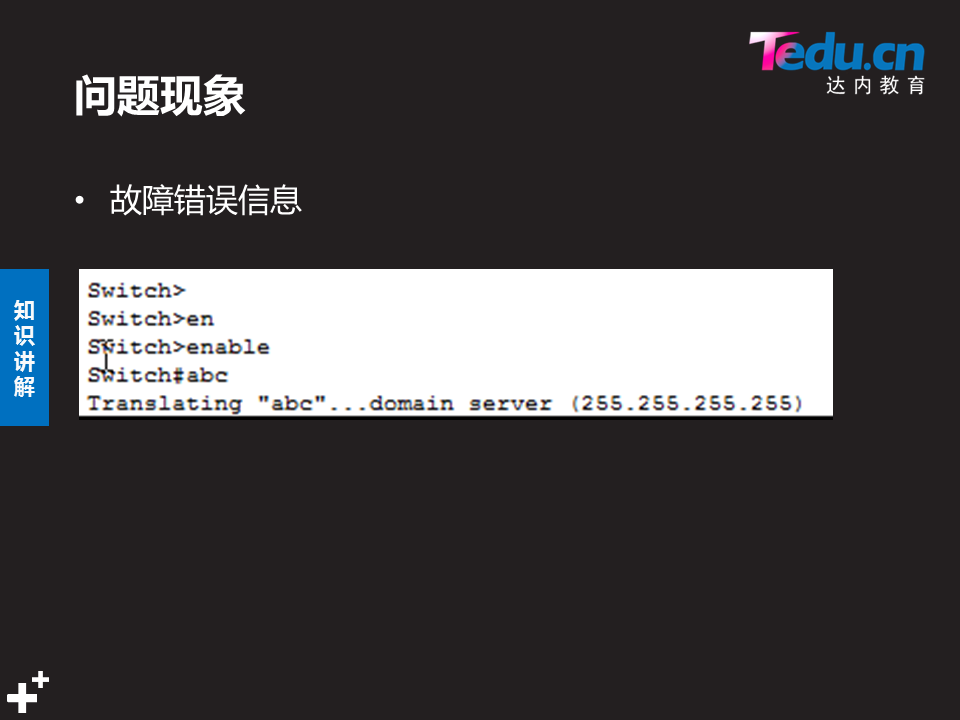 Tedu.cn
达内教育
问题现象
• 故障错误信息
知识讲解
Switch>
Switch>en
Switch>enable
Switch#abc
Translating "abc"...domain server (255.255.255.255)